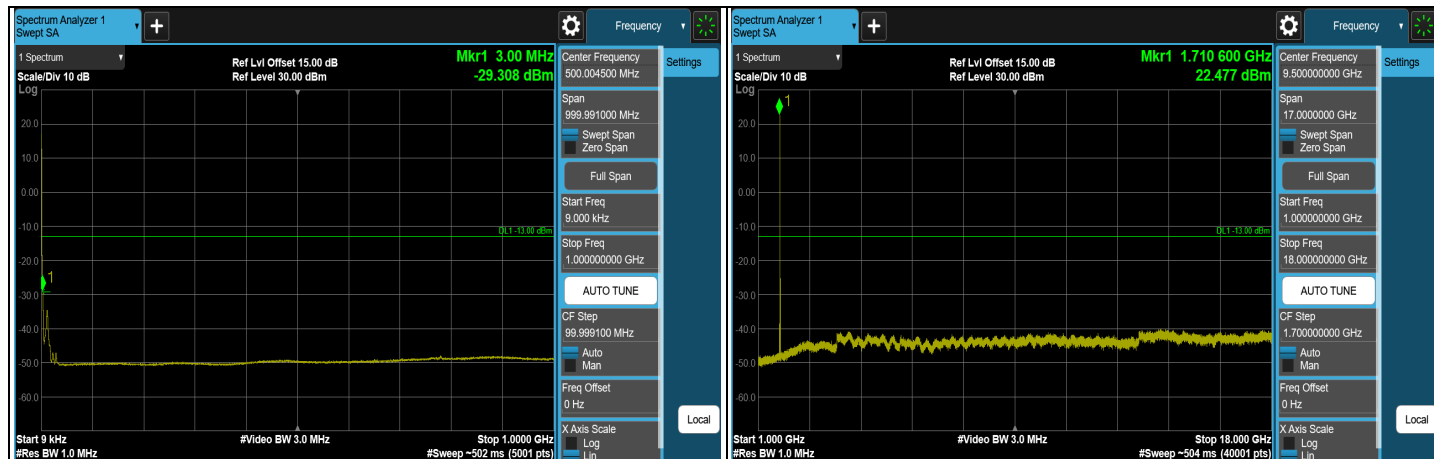 Spectrum Analyzer 1
Swept SA
+
Frequency
1 Spectrum
Scale/Div 10 dB
Log
Ref Lvl Offset 15.00 dB
Ref Level 30.00 dBm
Mkr1 3.00 MHz
-29.308 dBm
1
20.0
10.0
0.00
-10.0
-20.0
-30.0
-40.0
-50.0
-60.0
DL1 -13.00 dBm
1
Start 9 kHz
#Res BW 1.0 MHz
#Video BW 3.0 MHz
Stop 1.0000 GHz
#Sweep ~502 ms (5001 pts)
Center Frequency
500.004500 MHz
Settings
Span
999.991000 MHz
Swept Span
Zero Span
Full Span
Start Freq
9.000 kHz
Stop Freq
1.000000000 GHz
AUTO TUNE
CF Step
99.999100 MHz
Auto
Man
Freq Offset
0 Hz
X Axis Scale
Log
Lin
Local
Spectrum Analyzer 1
Swept SA
+
Frequency
1 Spectrum
Scale/Div 10 dB
Log
Ref Lvl Offset 15.00 dB
Ref Level 30.00 dBm
Mkr1 1.710 600 GHz
22.477 dBm
1
20.0
10.0
0.00
-10.0
-20.0
-30.0
-40.0
-50.0
-60.0
DL1 -13.00 dBm
Start 1.000 GHz
#Res BW 1.0 MHz
#Video BW 3.0 MHz
Stop 18.000 GHz
#Sweep ~504 ms (40001 pts)
Center Frequency
9.500000000 GHz
Settings
Span
17.0000000 GHz
Swept Span
Zero Span
Full Span
Start Freq
1.000000000 GHz
Stop Freq
18.000000000 GHz
AUTO TUNE
CF Step
1.700000000 GHz
Auto
Man
Freq Offset
0 Hz
X Axis Scale
Log
Lin
Local